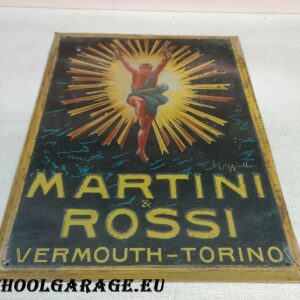 MARTINI
&
ROSSI
VERMOUTH-TORINO
HOOLGARAGE.EU